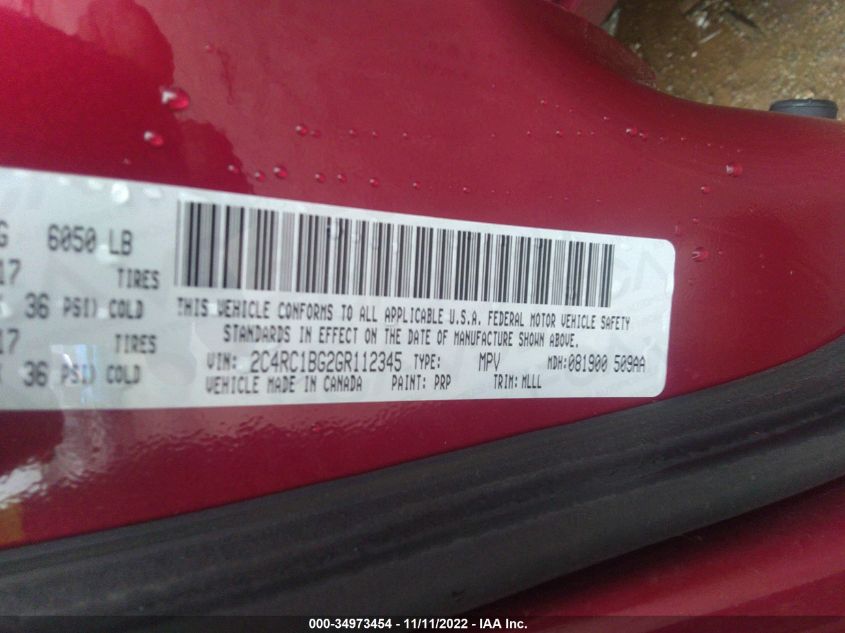 G 6050 LB
17 TIRES
36 PSI) COLD
17 TIRES
36 PSI) COLD
THIS VEHICLE CONFORMS TO ALL APPLICABLE U.S.A. FEDERAL MOTOR VEHICLE SAFETY
STANDARDS IN EFFECT ON THE DATE OF MANUFACTURE SHOWN ABOVE.
VIN: 2C4RC1BG2GR112345 TYPE: MPV MDH:081900 509AA
VEHICLE MADE IN CANADA PAINT: PRP TRIM: MLLL
000-34973454 - 11/11/2022 - IAA Inc.